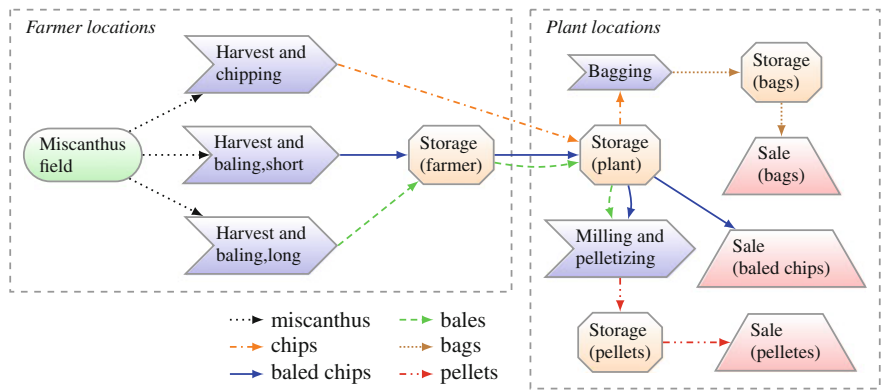 Farmer locations
Harvest and
chipping
Miscanthus
field
Harvest and
baling,short
Storage
(farmer)
Harvest and
baling,long
Plant locations
Bagging
Storage
(bags)
Storage
(plant)
Sale
(bags)
Milling and
pelletizing
Sale
(baled chips)
Storage
(pellets)
Sale
(pelletes)
miscanthus
chips
baled chips
bales
bags
pellets